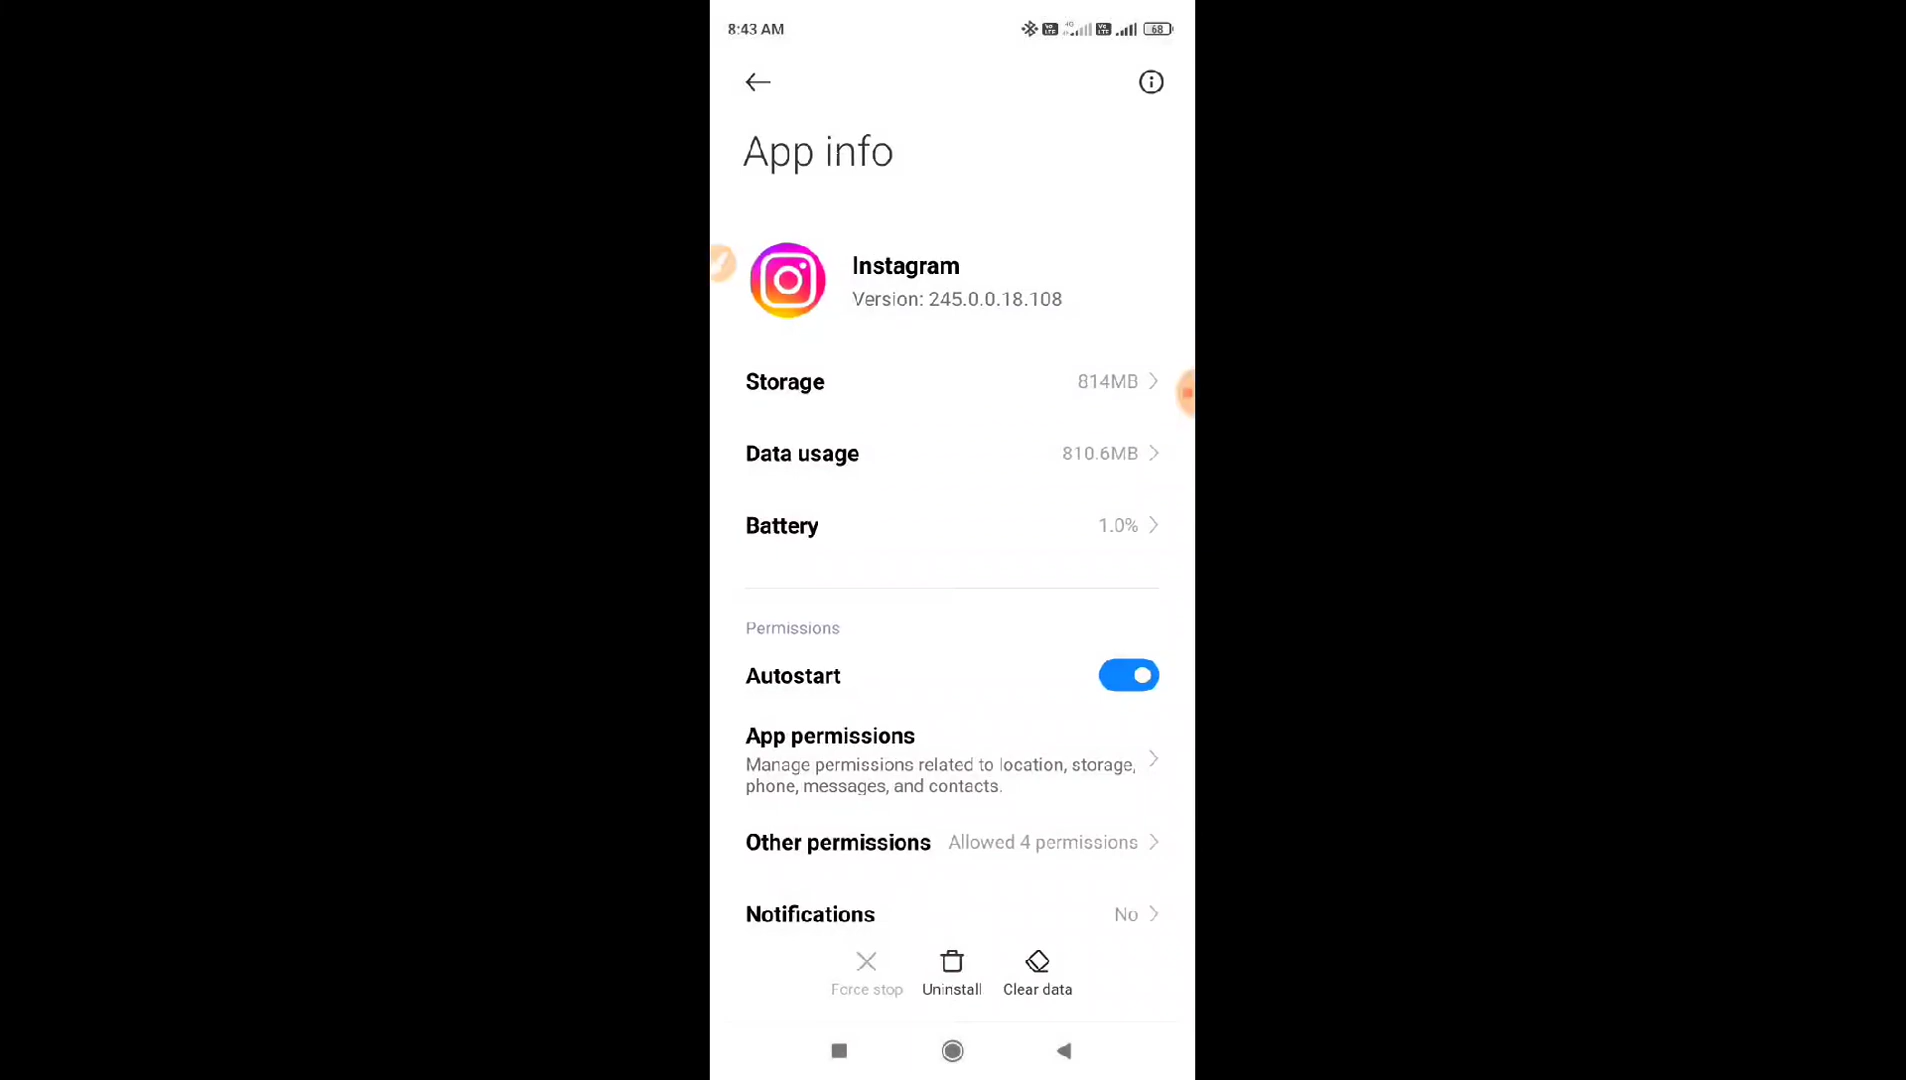 8:43 AM
68
App info
Instagram
Version: 245.0.0.18.108
Storage 814MB
Data usage 810.6MB
Battery 1.0%
Permissions
Autostart
App permissions
Manage permissions related to location, storage,
phone, messages, and contacts.
Other permissions Allowed 4 permissions
Notifications No
Force stop Uninstall Clear data